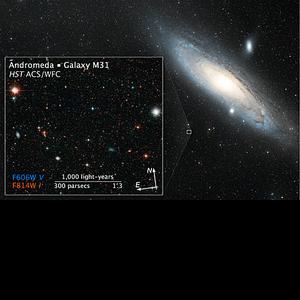 Andromeda ▪ Galaxy M31
HST ACS/WFC
N
E
F606W V
F814W I
1,000 light-years
300 parsecs
1'.3